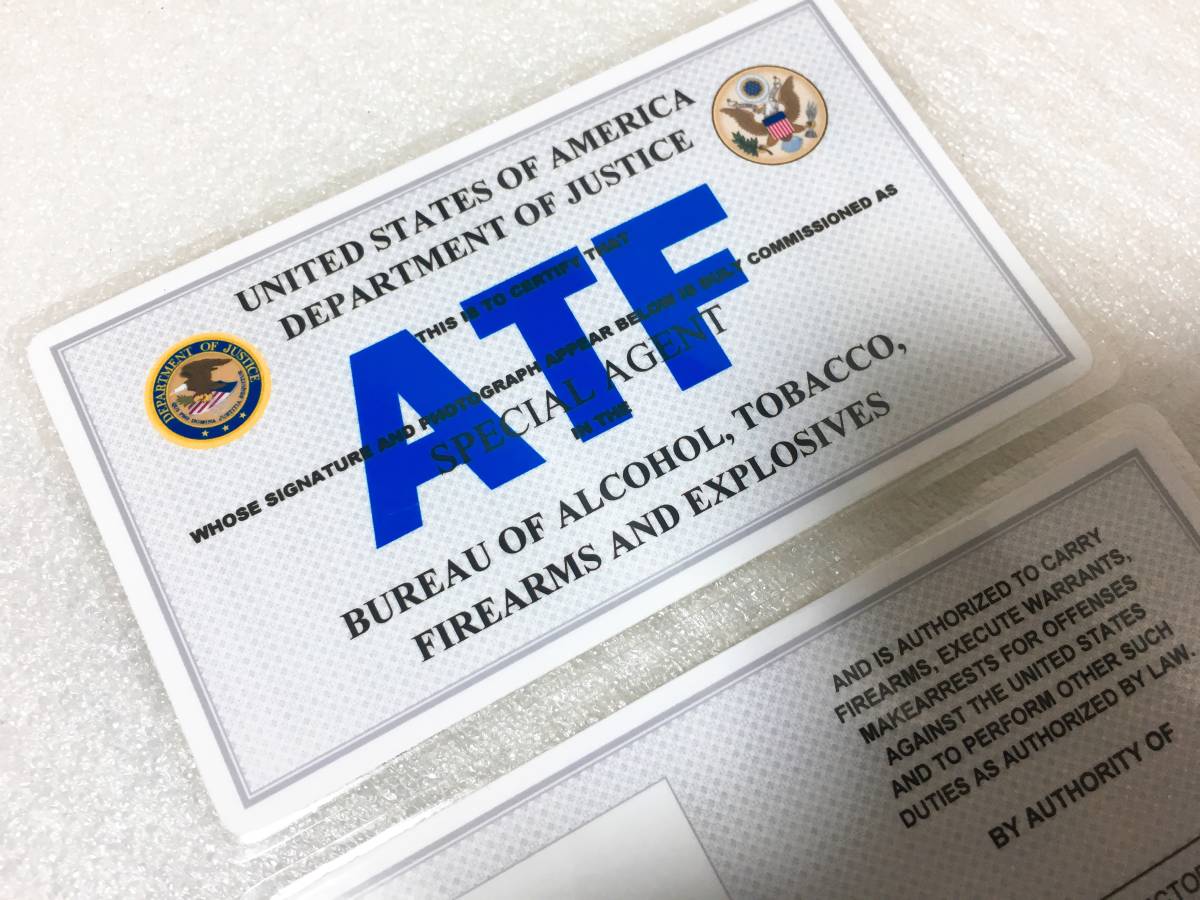 UNITED STATES OF AMERICA
DEPARTMENT OF JUSTICE
DEPARTMENT OF JUSTICE
ATF
THIS IS TO CERTIFY THAT
WHOSE SIGNATURE AND PHOTOGRAPH APPEAR BELOW IS DULY COMMISSIONED AS
SPECIAL AGENT
IN THE
BUREAU OF ALCOHOL, TOBACCO,
FIREARMS AND EXPLOSIVES
AND IS AUTHORIZED TO CARRY
FIREARMS, EXECUTE WARRANTS,
MAKEARRESTS FOR OFFENSES
AGAINST THE UNITED STATES
AND TO PERFORM OTHER SUCH
DUTIES AS AUTHORIZED BY LAW.
BY AUTHORITY OF